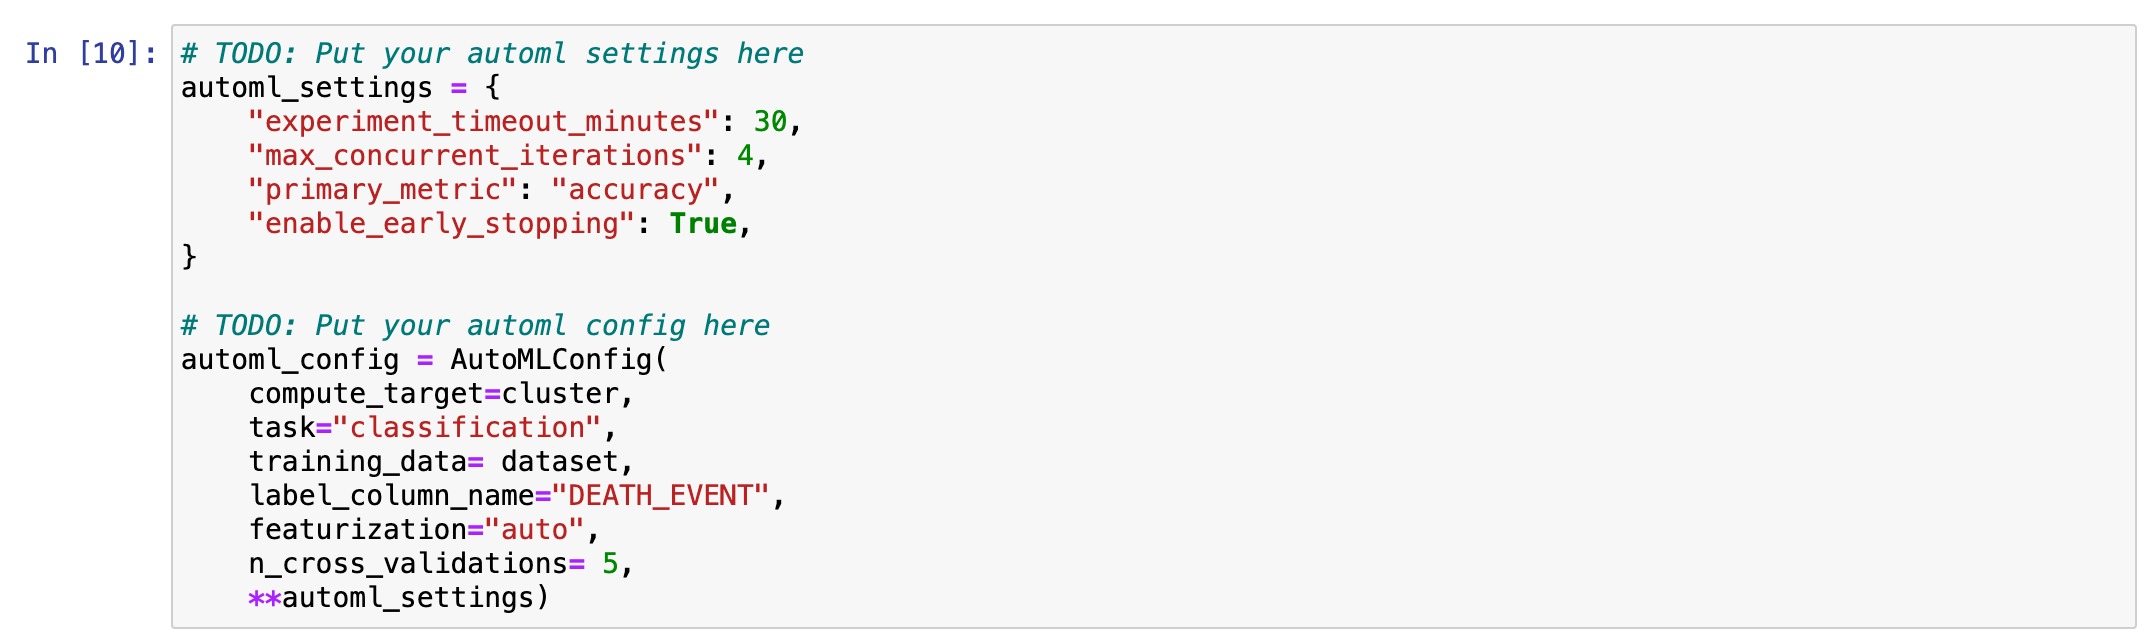 In [10]: # TODO: Put your automl settings here
automl_settings = {
    "experiment_timeout_minutes": 30,
    "max_concurrent_iterations": 4,
    "primary_metric": "accuracy",
    "enable_early_stopping": True,
}

# TODO: Put your automl config here
automl_config = AutoMLConfig(
    compute_target=cluster,
    task="classification",
    training_data= dataset,
    label_column_name="DEATH_EVENT",
    featurization="auto",
    n_cross_validations= 5,
    **automl_settings)